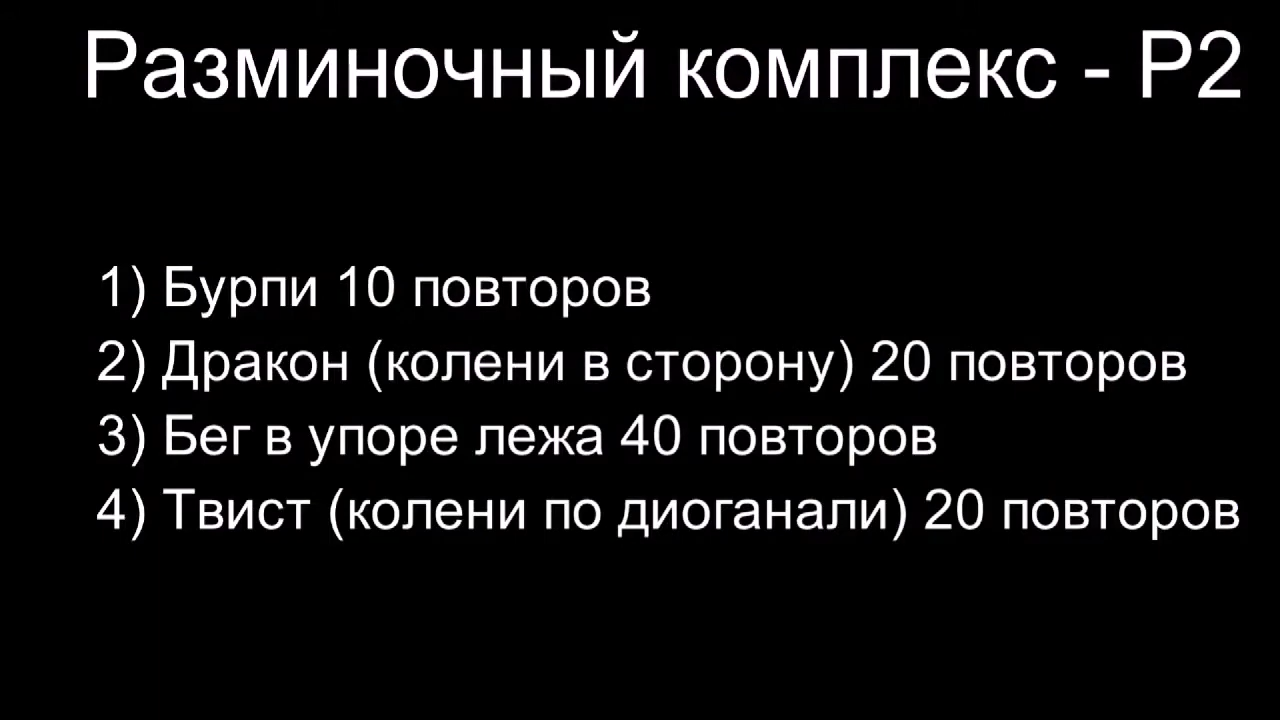 Разминочный комплекс - Р2
1) Бурпи 10 повторов
2) Дракон (колени в сторону) 20 повторов
3) Бег в упоре лежа 40 повторов
4) Твист (колени по диоганали) 20 повторов